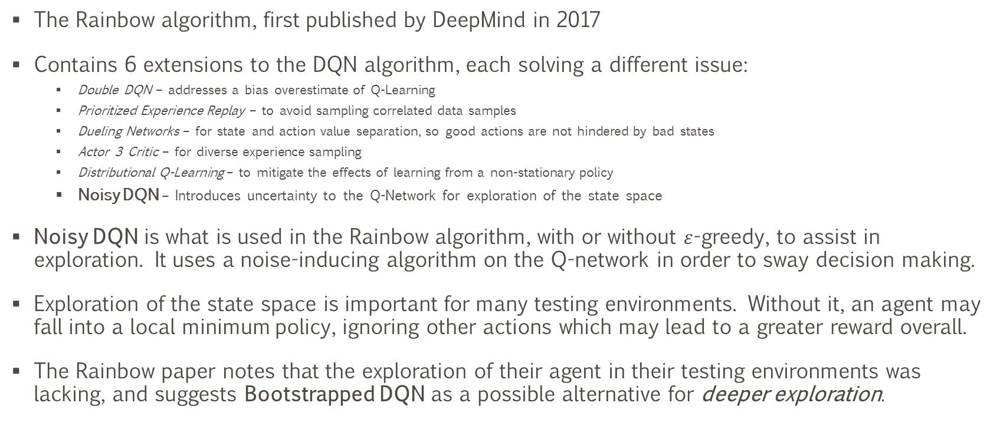 ▪ The Rainbow algorithm, first published by DeepMind in 2017
▪ Contains 6 extensions to the DQN algorithm, each solving a different issue:
▪ Double DQN – addresses a bias overestimate of Q-Learning
▪ Prioritized Experience Replay – to avoid sampling correlated data samples
▪ Dueling Networks – for state and action value separation, so good actions are not hindered by bad states
▪ Actor 3 Critic – for diverse experience sampling
▪ Distributional Q-Learning – to mitigate the effects of learning from a non-stationary policy
▪ Noisy DQN – Introduces uncertainty to the Q-Network for exploration of the state space
▪ Noisy DQN is what is used in the Rainbow algorithm, with or without ε-greedy, to assist in
exploration. It uses a noise-inducing algorithm on the Q-network in order to sway decision making.
▪ Exploration of the state space is important for many testing environments. Without it, an agent may
fall into a local minimum policy, ignoring other actions which may lead to a greater reward overall.
▪ The Rainbow paper notes that the exploration of their agent in their testing environments was
lacking, and suggests Bootstrapped DQN as a possible alternative for deeper exploration.